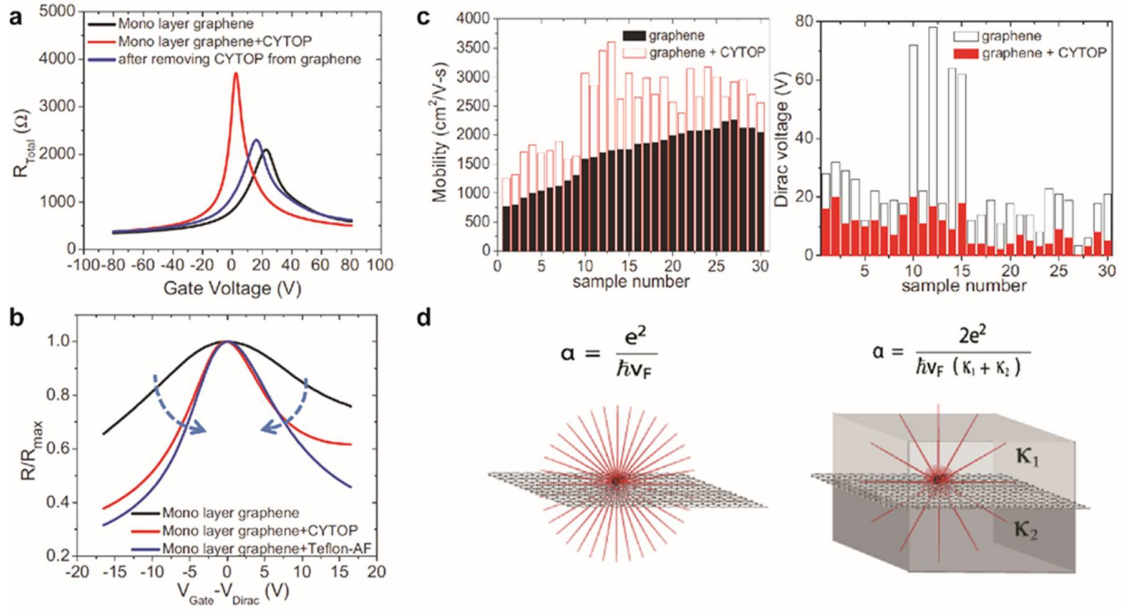 a
Mono layer graphene
Mono layer graphene+CYTOP
after removing CYTOP from graphene
5000
4000
3000
2000
1000
0
R_Total (Ω)
-100 -80 -60 -40 -20 0 20 40 60 80 100
Gate Voltage (V)
b
1.0
0.8
0.6
0.4
0.2
R/R_max
Mono layer graphene
Mono layer graphene+CYTOP
Mono layer graphene+Teflon-AF
-20 -15 -10 -5 0 5 10 15 20
V_Gate-V_Dirac (V)
c
graphene
graphene + CYTOP
4000
3500
3000
2500
2000
1500
1000
500
0
Mobility (cm²/V-s)
0 5 10 15 20 25 30
sample number
graphene
graphene + CYTOP
80
60
40
20
0
Dirac voltage (V)
5 10 15 20 25 30
sample number
d
α = e² / ħv_F
α = 2e² / ħv_F (κ₁ + κ₂)
κ₁
κ₂